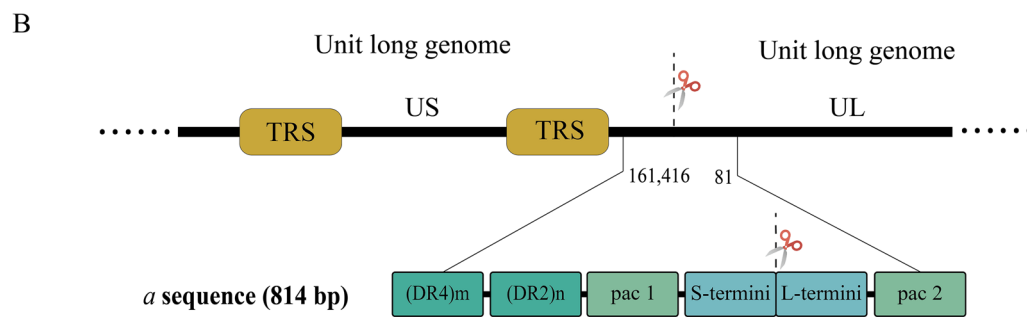 B
Unit long genome
Unit long genome
TRS
US
TRS
UL
161,416
81
a sequence (814 bp)
(DR4)m
(DR2)n
pac 1
S-termini
L-termini
pac 2